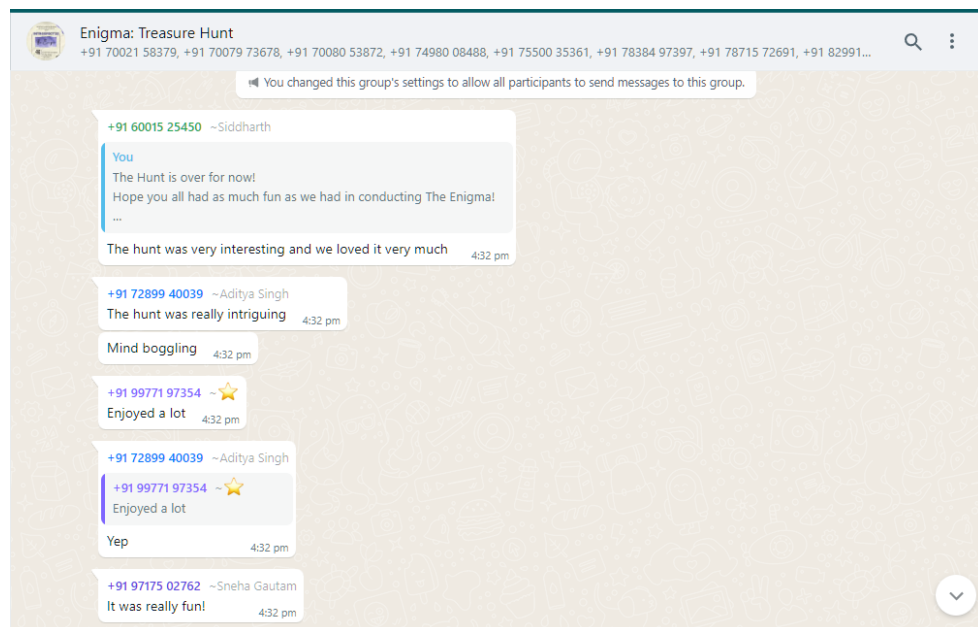 Enigma: Treasure Hunt
+91 70021 58379, +91 70079 73678, +91 70080 53872, +91 74980 08488, +91 75500 35361, +91 78384 97397, +91 78715 72691, +91 82991...
You changed this group's settings to allow all participants to send messages to this group.
+91 60015 25450 ~Siddharth
You
The Hunt is over for now!
Hope you all had as much fun as we had in conducting The Enigma!
...
The hunt was very interesting and we loved it very much 4:32 pm
+91 72899 40039 ~Aditya Singh
The hunt was really intriguing 4:32 pm
Mind boggling 4:32 pm
+91 99771 97354 ~⭐
Enjoyed a lot 4:32 pm
+91 72899 40039 ~Aditya Singh
+91 99771 97354 ~⭐
Enjoyed a lot
Yep 4:32 pm
+91 97175 02762 ~Sneha Gautam
It was really fun! 4:32 pm